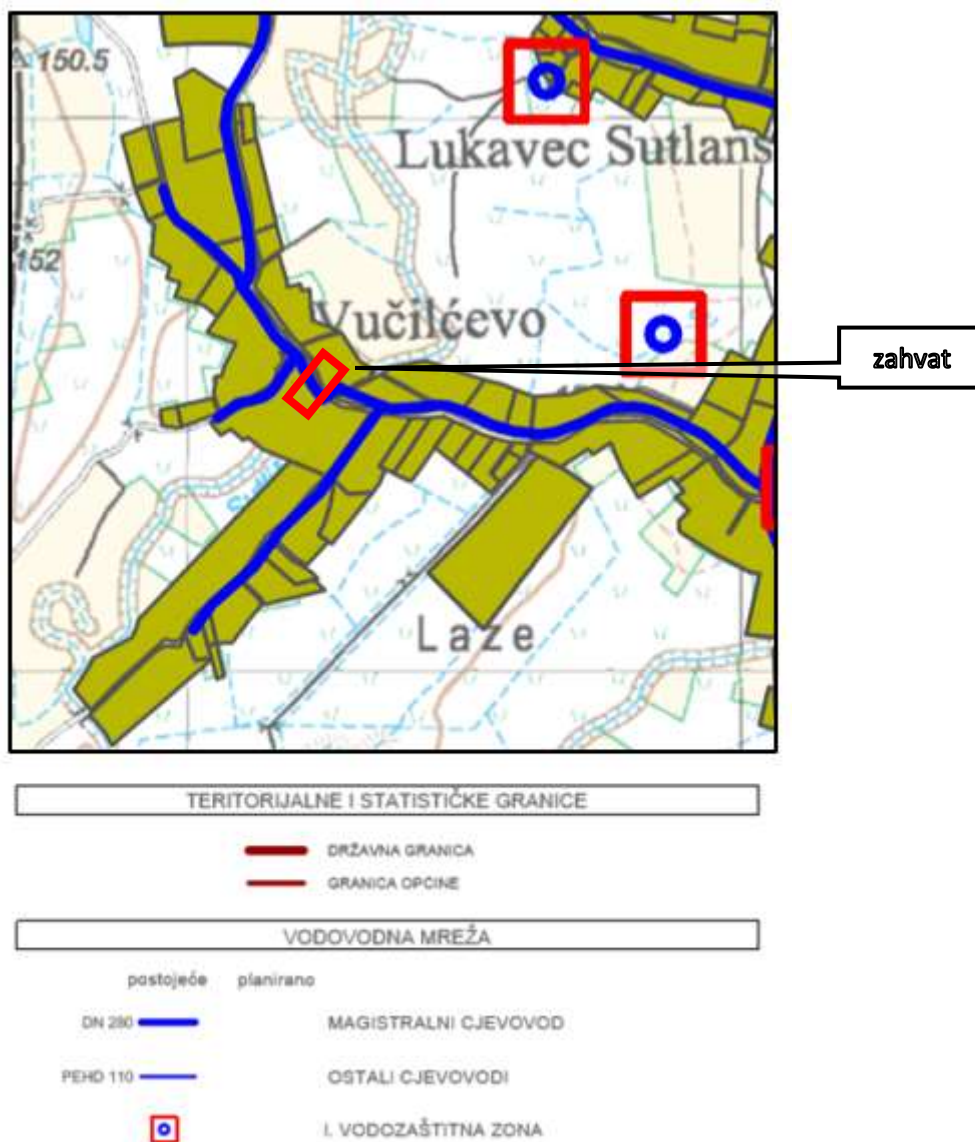 150.5
Lukavec Sutlans
152
Vučilćevo
zahvat
Laze
TERITORIJALNE I STATISTIČKE GRANICE
DRŽAVNA GRANICA
GRANICA OPCINE
VODOVODNA MREŽA
postojeće planirano
DN 280 MAGISTRALNI CJEVOVOD
PEHD 110 OSTALI CJEVOVODI
I. VODOZAŠTITNA ZONA